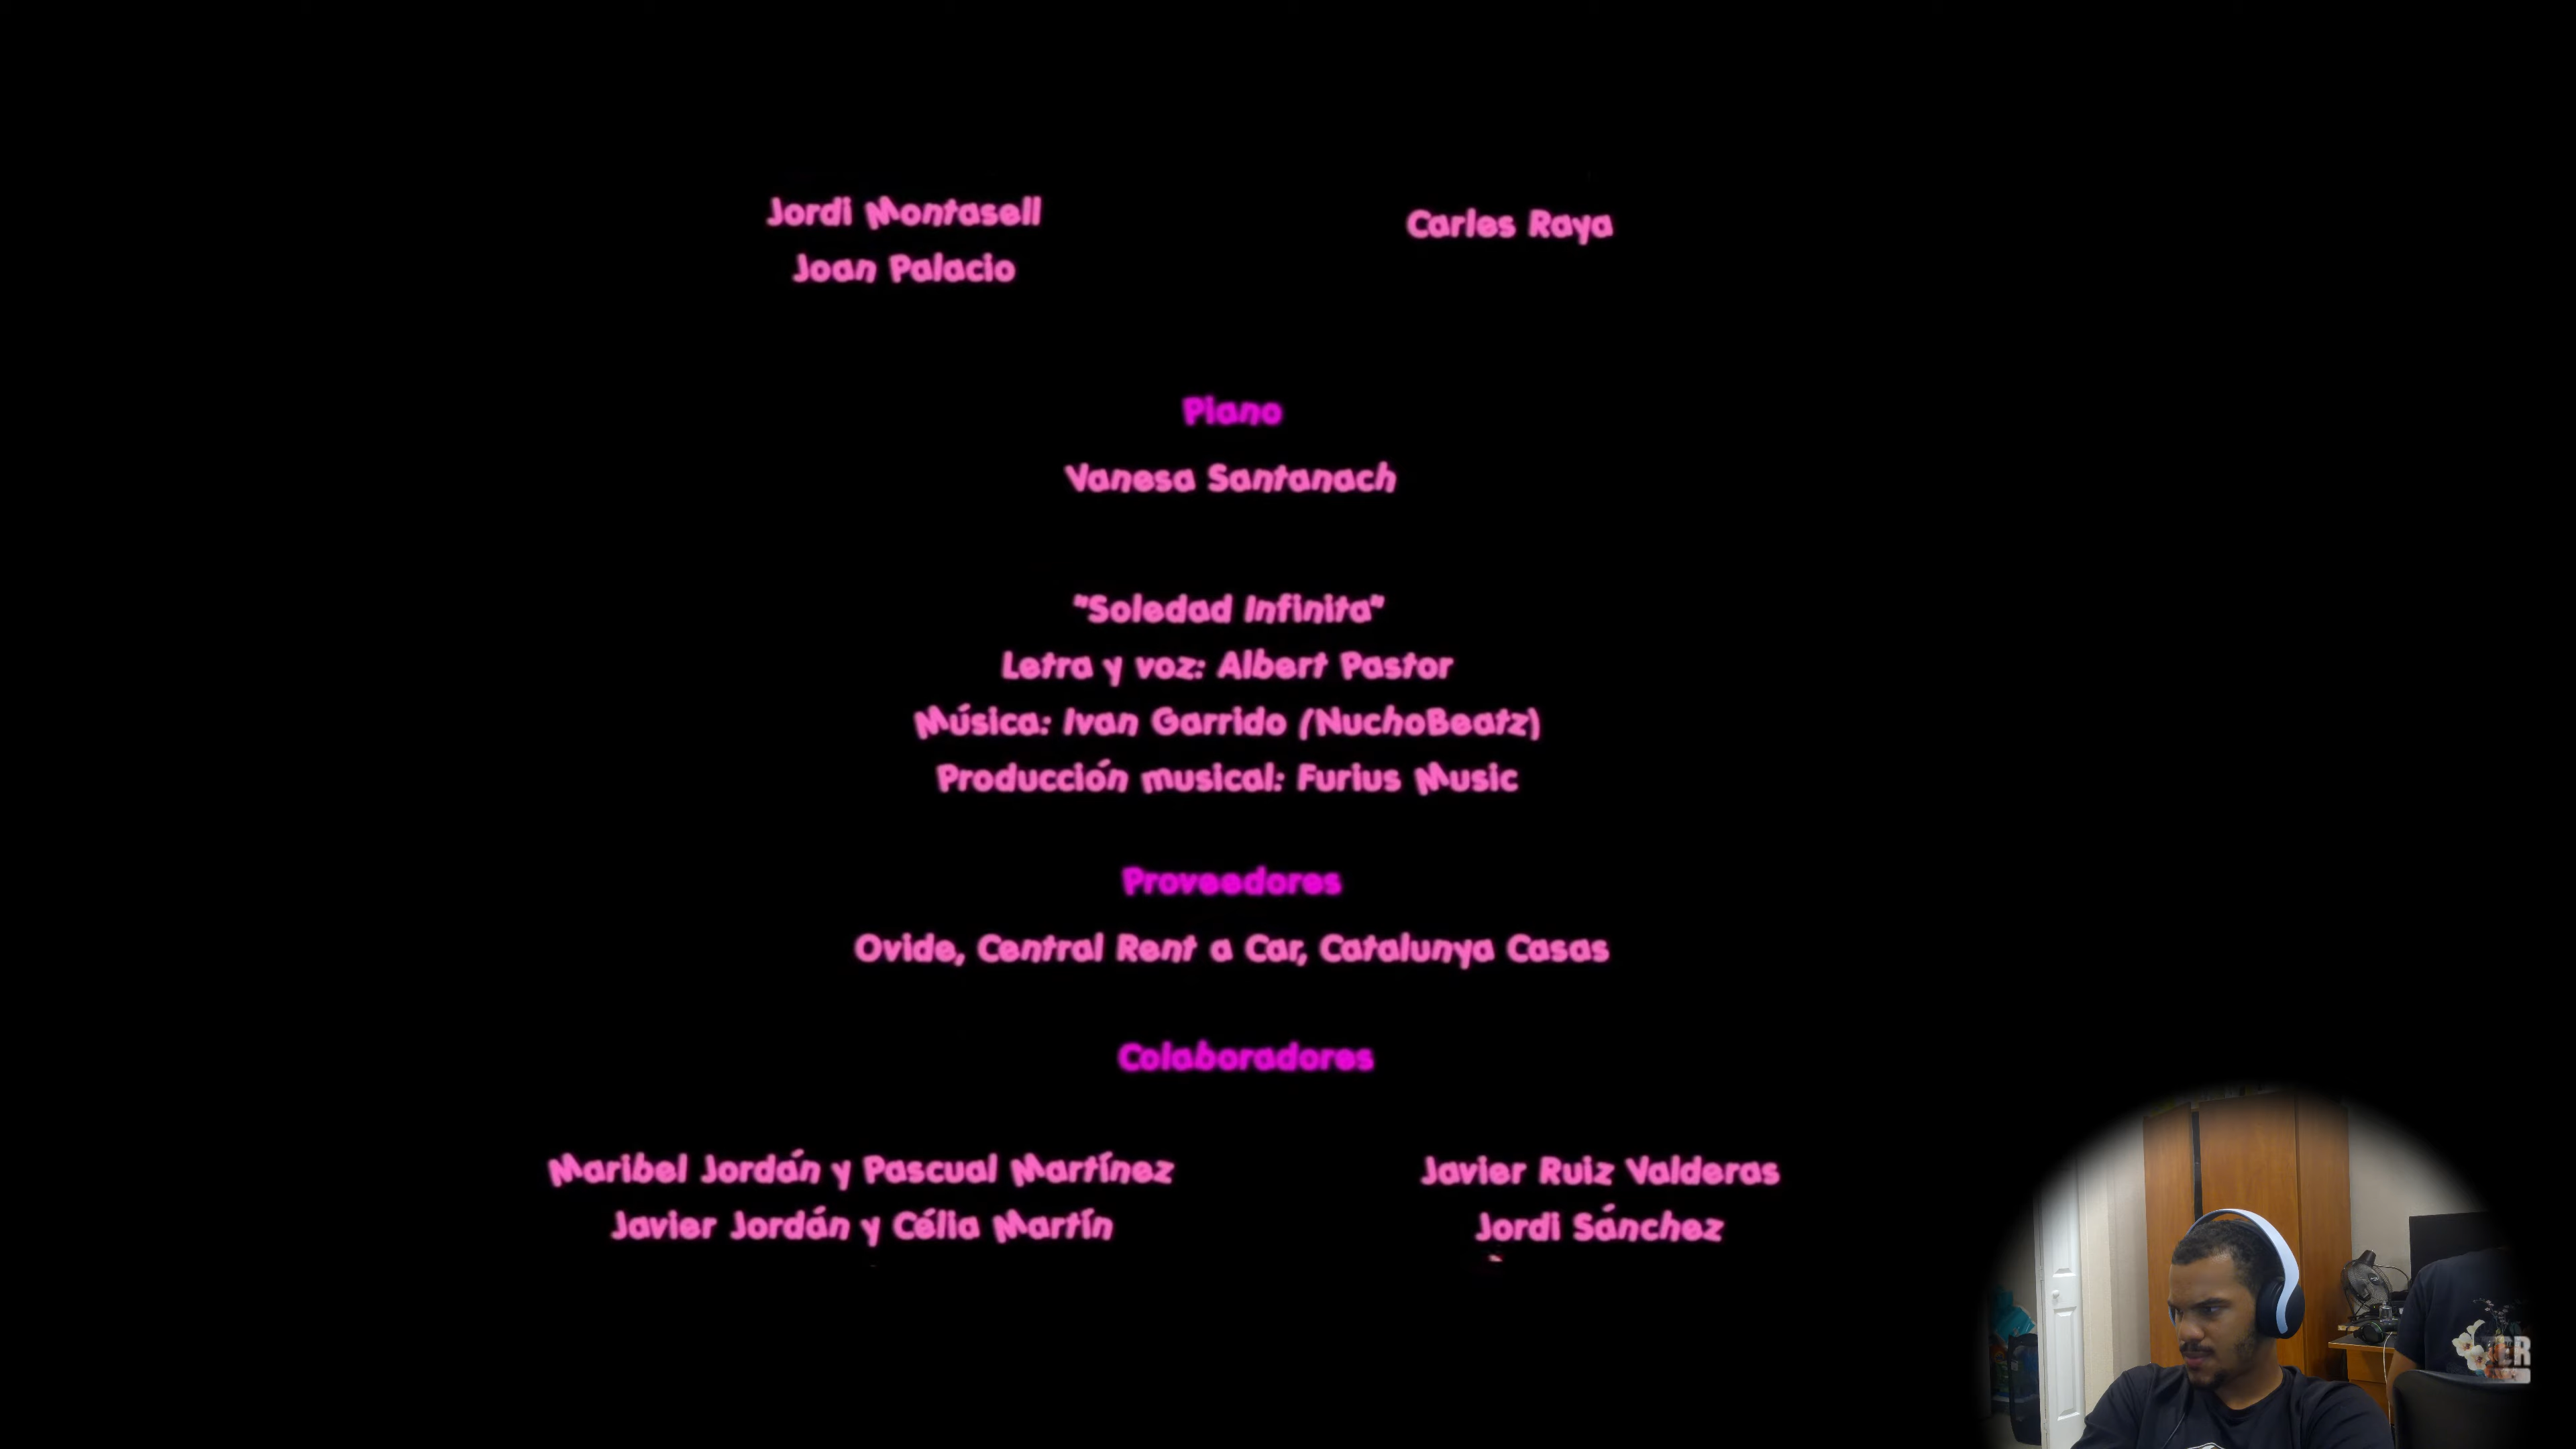 Jordi Montasell
Joan Palacio
Carles Raya
Piano
Vanesa Santanach
"Soledad Infinita"
Letra y voz: Albert Pastor
Música: Ivan Garrido (NuchoBeatz)
Producción musical: Furius Music
Proveedores
Ovide, Central Rent a Car, Catalunya Casas
Colaboradores
Maribel Jordán y Pascual Martínez
Javier Jordán y Célia Martín
Javier Ruiz Valderas
Jordi Sánchez